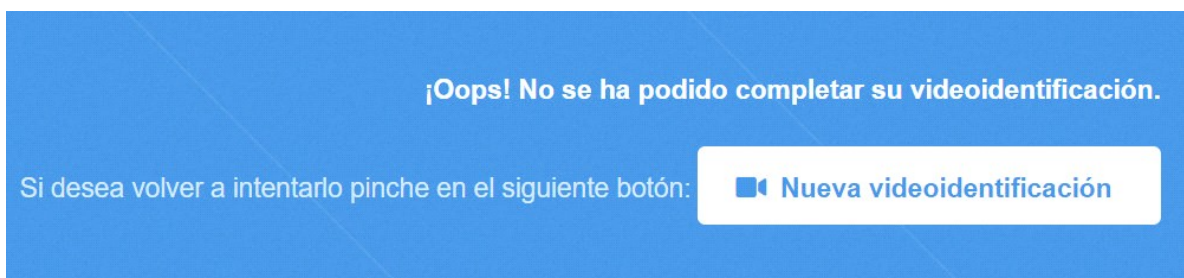 ¡Oops! No se ha podido completar su videoidentificación.
Si desea volver a intentarlo pinche en el siguiente botón: Nueva videoidentificación